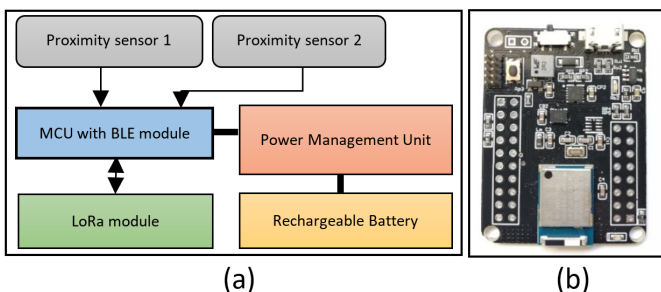 Proximity sensor 1
Proximity sensor 2
MCU with BLE module
Power Management Unit
LoRa module
Rechargeable Battery
(a)
(b)